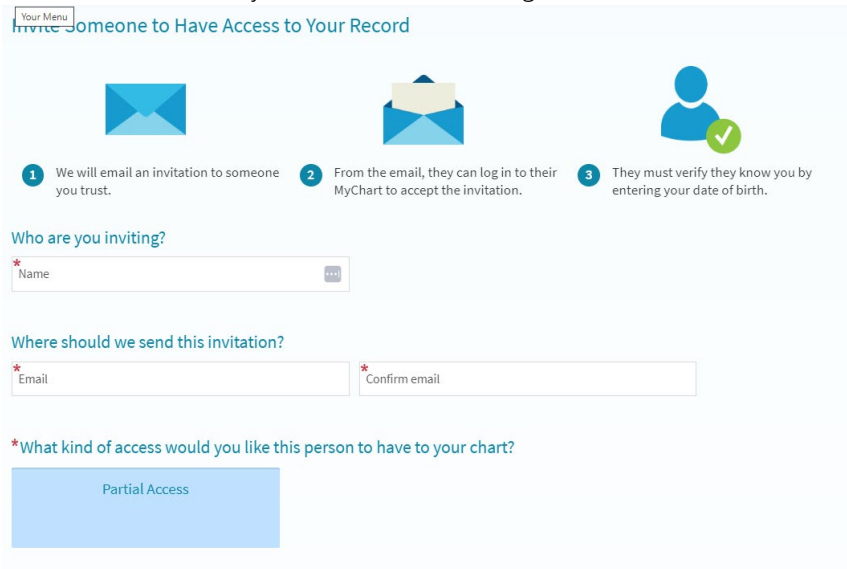 Your Menu
Invite Someone to Have Access to Your Record
1 We will email an invitation to someone
you trust.
2 From the email, they can log in to their
MyChart to accept the invitation.
3 They must verify they know you by
entering your date of birth.
Who are you inviting?
*Name
Where should we send this invitation?
*Email
*Confirm email
*What kind of access would you like this person to have to your chart?
Partial Access